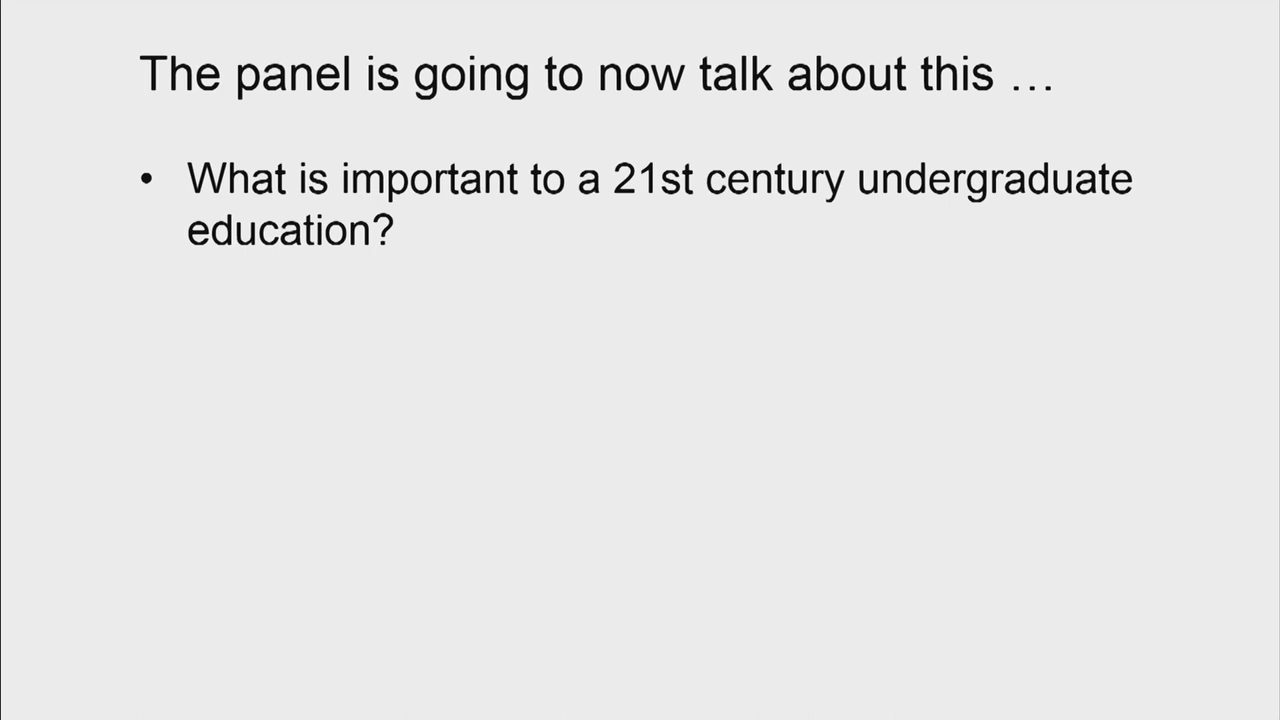 The panel is going to now talk about this …
• What is important to a 21st century undergraduate
education?